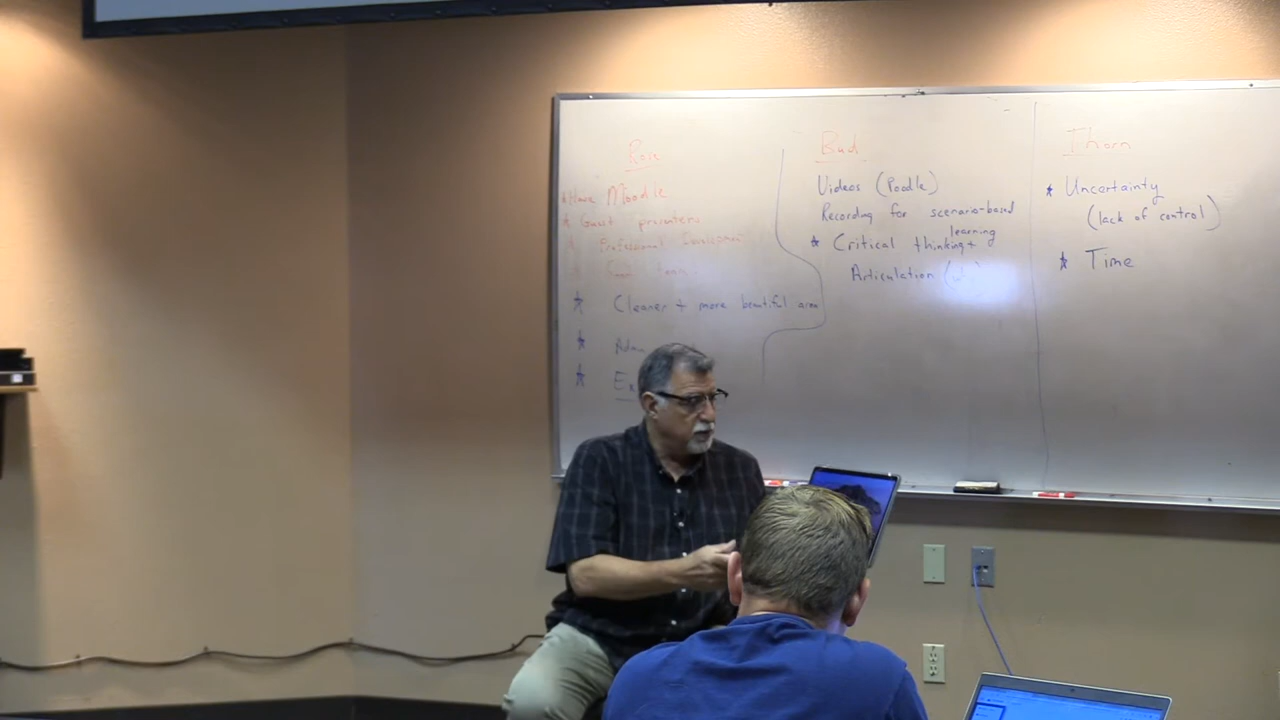 Rose
* Have Moodle
* Guest presenters
* Professional Development
* Cleaner + more beautiful area
*
*
Bud
Videos (Poodle)
Recording for scenario-based
learning
* Critical thinking +
Articulation
Thorn
* Uncertainty
(lack of control)
* Time